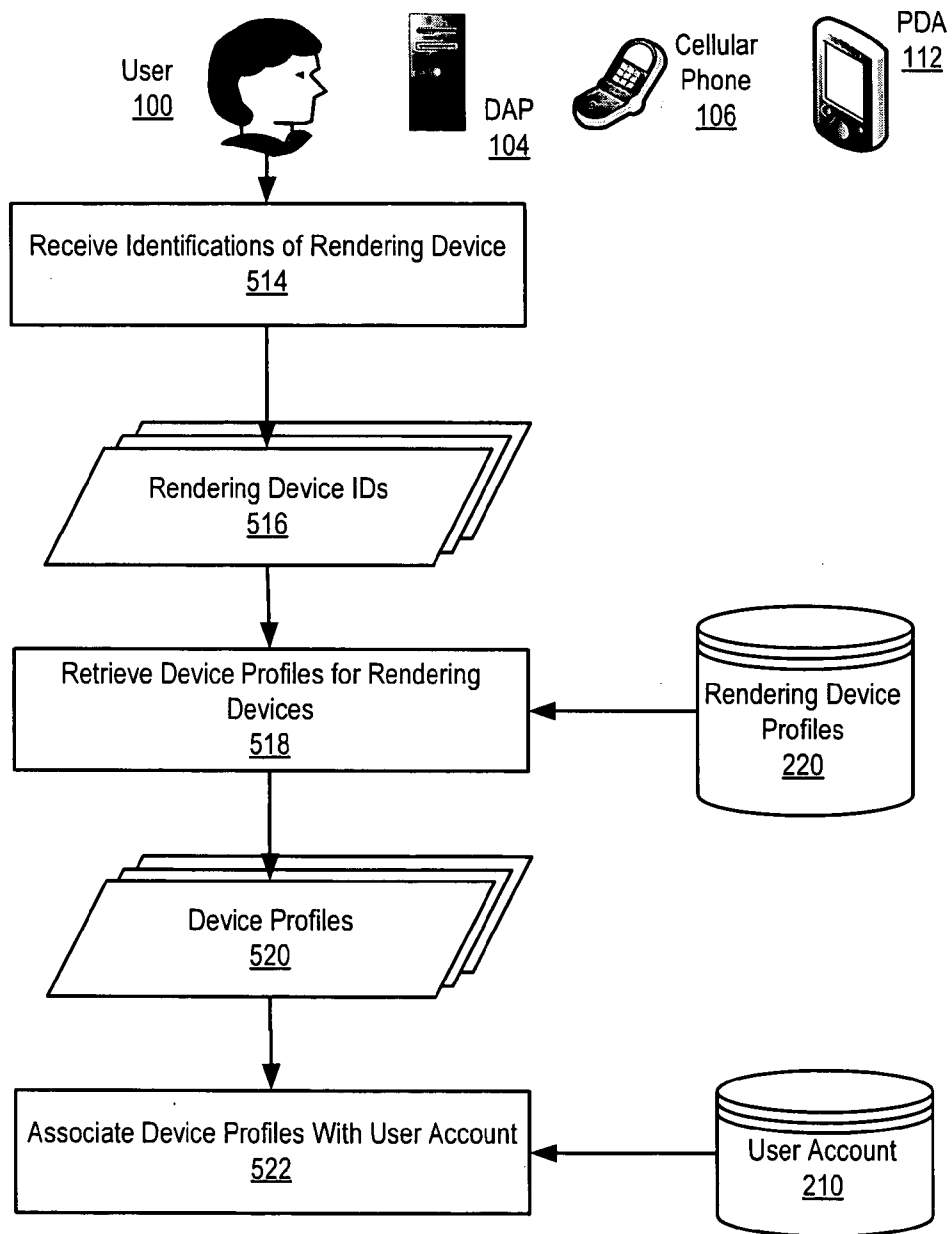 User
100
DAP
104
Cellular
Phone
106
PDA
112
Receive Identifications of Rendering Device
514
Rendering Device IDs
516
Retrieve Device Profiles for Rendering
Devices
518
Rendering Device
Profiles
220
Device Profiles
520
Associate Device Profiles With User Account
522
User Account
210